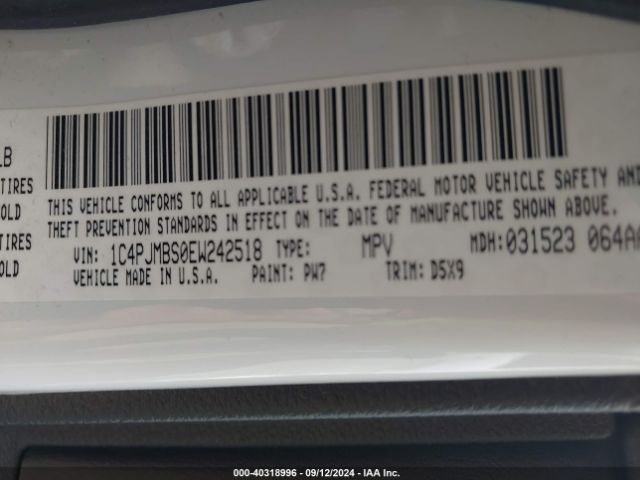 LB
TIRES
OLD
TIRES
OLD
THIS VEHICLE CONFORMS TO ALL APPLICABLE U.S.A. FEDERAL MOTOR VEHICLE SAFETY AND
THEFT PREVENTION STANDARDS IN EFFECT ON THE DATE OF MANUFACTURE SHOWN ABOVE.
VIN: 1C4PJMBS0EW242518 TYPE: MPV MDH:031523 064A
VEHICLE MADE IN U.S.A. PAINT: PW7 TRIM: D5X9
000-40318996 - 09/12/2024 - IAA Inc.